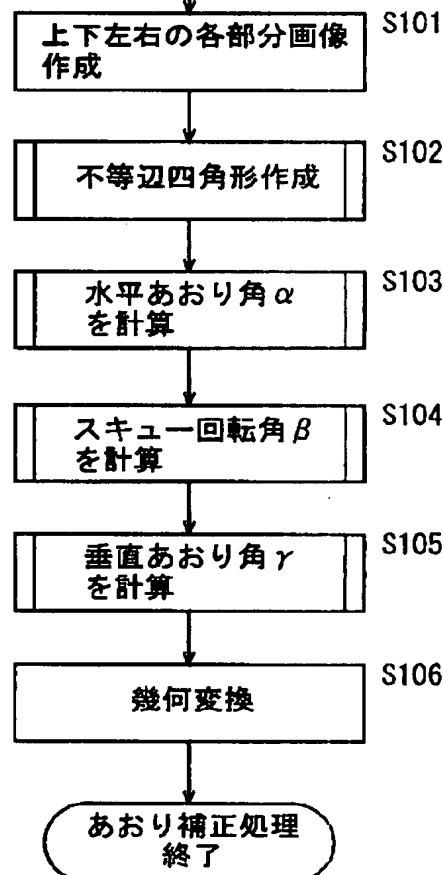 上下左右の各部分画像
作成
S101
不等辺四角形作成
S102
水平あおり角α
を計算
S103
スキュー回転角β
を計算
S104
垂直あおり角γ
を計算
S105
幾何変換
S106
あおり補正処理
終了